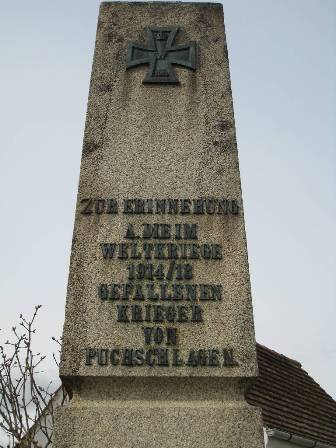 ZUR ERINNERUNG
A. DIE IM
WELTKRIEGE
1914/18
GEFALLENEN
KRIEGER
VON
PUCHSCHLAGEN.